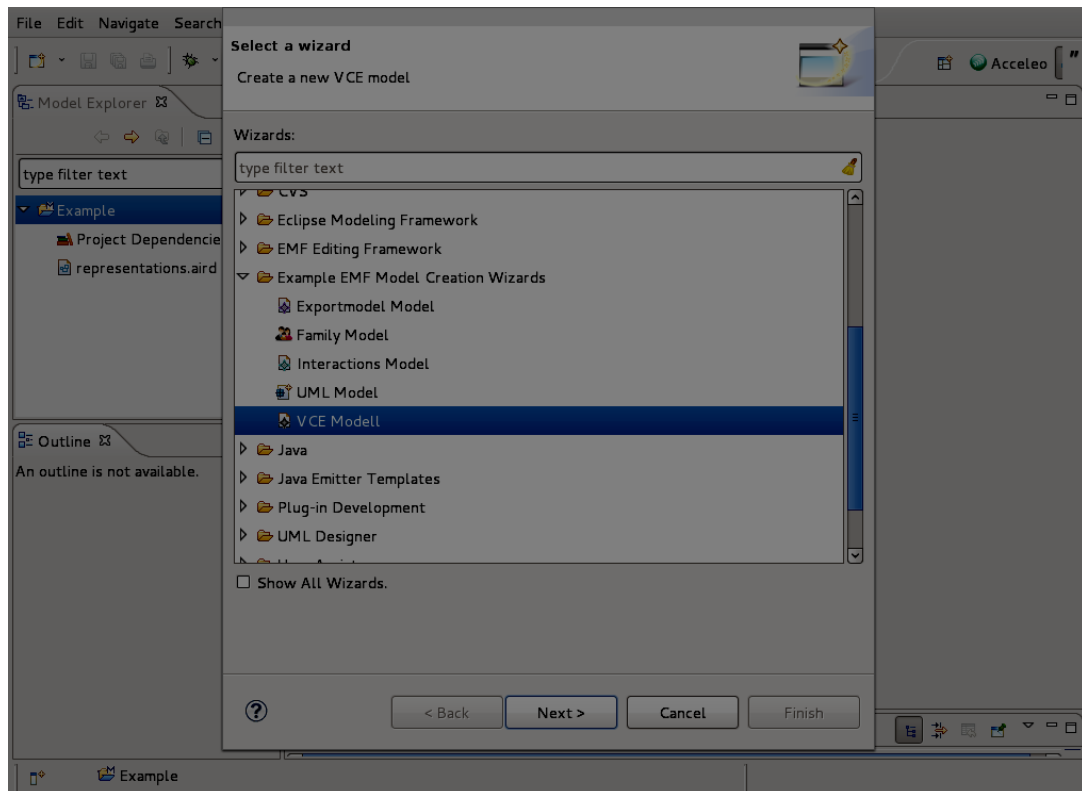 File Edit Navigate Search
Acceleo
Model Explorer
type filter text
Example
Project Dependencie
representations.aird
Outline
An outline is not available.
Select a wizard
Create a new VCE model
Wizards:
type filter text
CVS
Eclipse Modeling Framework
EMF Editing Framework
Example EMF Model Creation Wizards
Exportmodel Model
Family Model
Interactions Model
UML Model
VCE Modell
Java
Java Emitter Templates
Plug-in Development
UML Designer
Show All Wizards.
< Back Next > Cancel Finish
Example